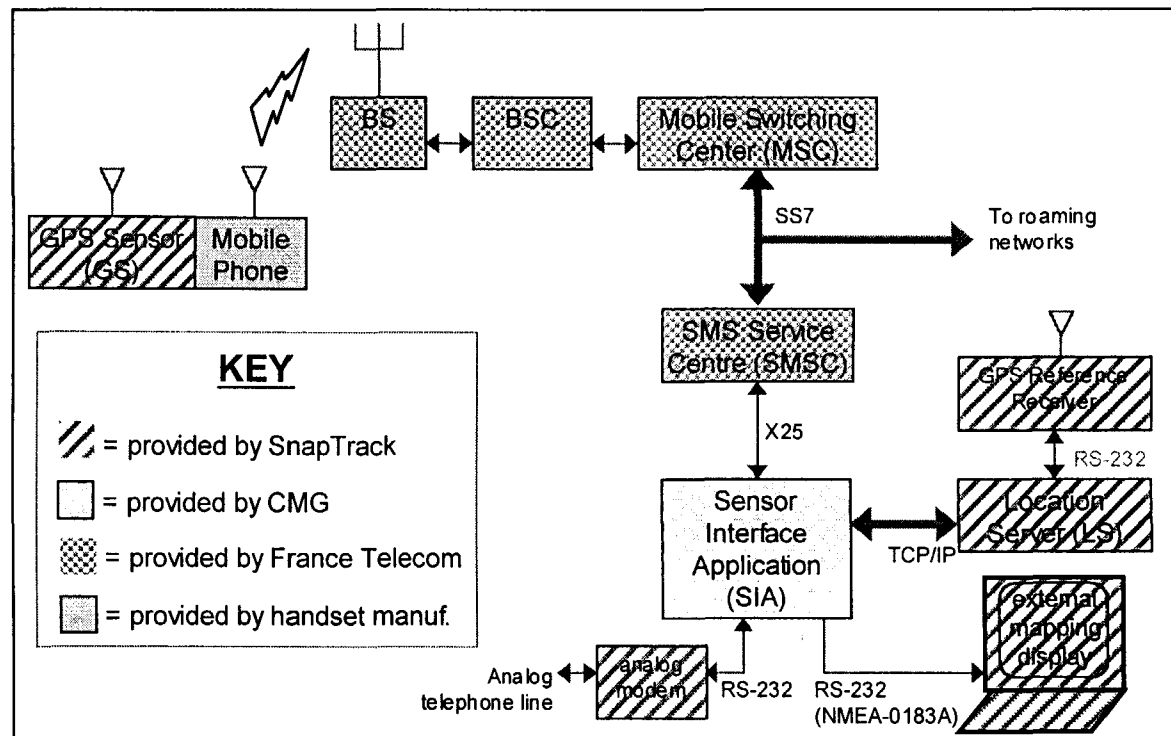 BS
BSC
Mobile Switching
Center (MSC)
SS7
To roaming
networks
GPS Sensor
(GS)
Mobile
Phone
SMS Service
Centre (SMSC)
GPS Reference
Receiver
X25
RS-232
KEY
= provided by SnapTrack
= provided by CMG
= provided by France Telecom
= provided by handset manuf.
Sensor
Interface
Application
(SIA)
TCP/IP
Location
Server (LS)
external
mapping
display
Analog
telephone line
analog
modem
RS-232
RS-232
(NMEA-0183A)